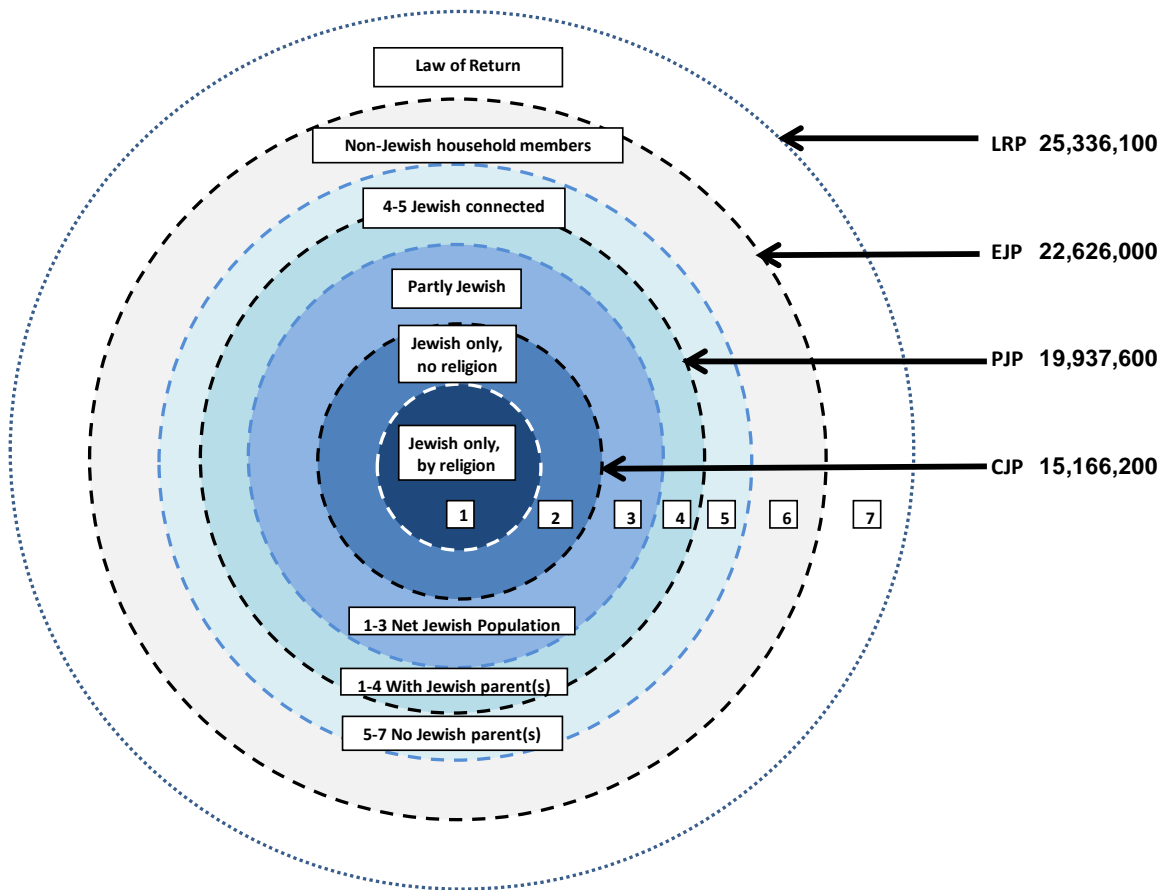 Law of Return
LRP 25,336,100
Non-Jewish household members
4-5 Jewish connected
EJP 22,626,000
Partly Jewish
Jewish only,
no religion
PJP 19,937,600
Jewish only,
by religion
CJP 15,166,200
1 2 3 4 5 6 7
1-3 Net Jewish Population
1-4 With Jewish parent(s)
5-7 No Jewish parent(s)